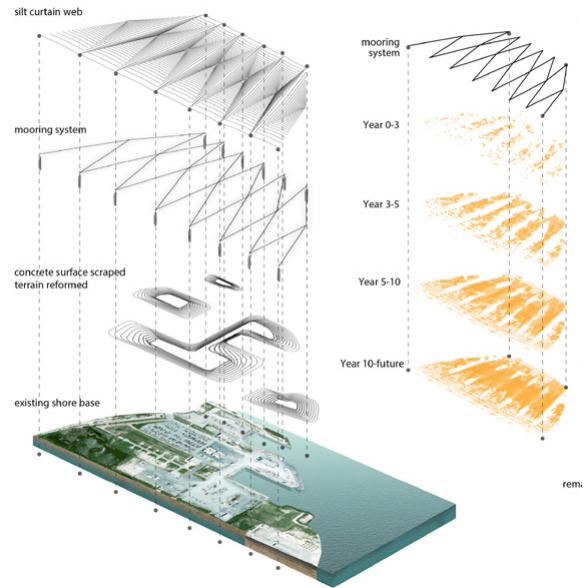 silt curtain web
mooring system
concrete surface scraped
terrain reformed
existing shore base
mooring
system
Year 0-3
Year 3-5
Year 5-10
Year 10-future